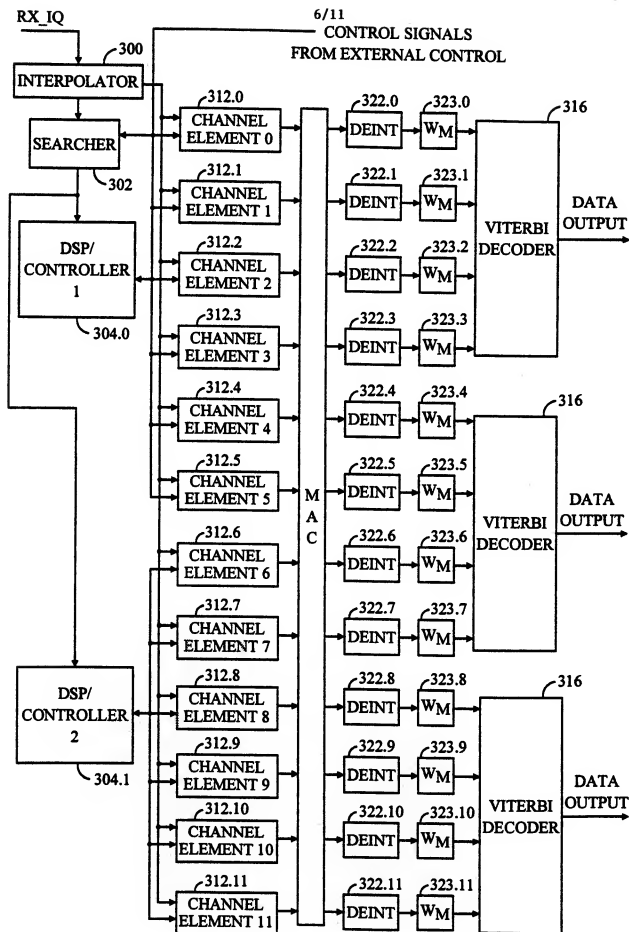 6/11
RX_IQ
CONTROL SIGNALS
FROM EXTERNAL CONTROL
300
INTERPOLATOR
SEARCHER
302
DSP/
CONTROLLER
1
304.0
DSP/
CONTROLLER
2
304.1
312.0
CHANNEL
ELEMENT 0
312.1
CHANNEL
ELEMENT 1
312.2
CHANNEL
ELEMENT 2
312.3
CHANNEL
ELEMENT 3
312.4
CHANNEL
ELEMENT 4
312.5
CHANNEL
ELEMENT 5
312.6
CHANNEL
ELEMENT 6
312.7
CHANNEL
ELEMENT 7
312.8
CHANNEL
ELEMENT 8
312.9
CHANNEL
ELEMENT 9
312.10
CHANNEL
ELEMENT 10
312.11
CHANNEL
ELEMENT 11
M
A
C
322.0 323.0
DEINT WM
322.1 323.1
DEINT WM
322.2 323.2
DEINT WM
322.3 323.3
DEINT WM
322.4 323.4
DEINT WM
322.5 323.5
DEINT WM
322.6 323.6
DEINT WM
322.7 323.7
DEINT WM
322.8 323.8
DEINT WM
322.9 323.9
DEINT WM
322.10 323.10
DEINT WM
322.11 323.11
DEINT WM
316
VITERBI
DECODER
DATA
OUTPUT
316
VITERBI
DECODER
DATA
OUTPUT
316
VITERBI
DECODER
DATA
OUTPUT